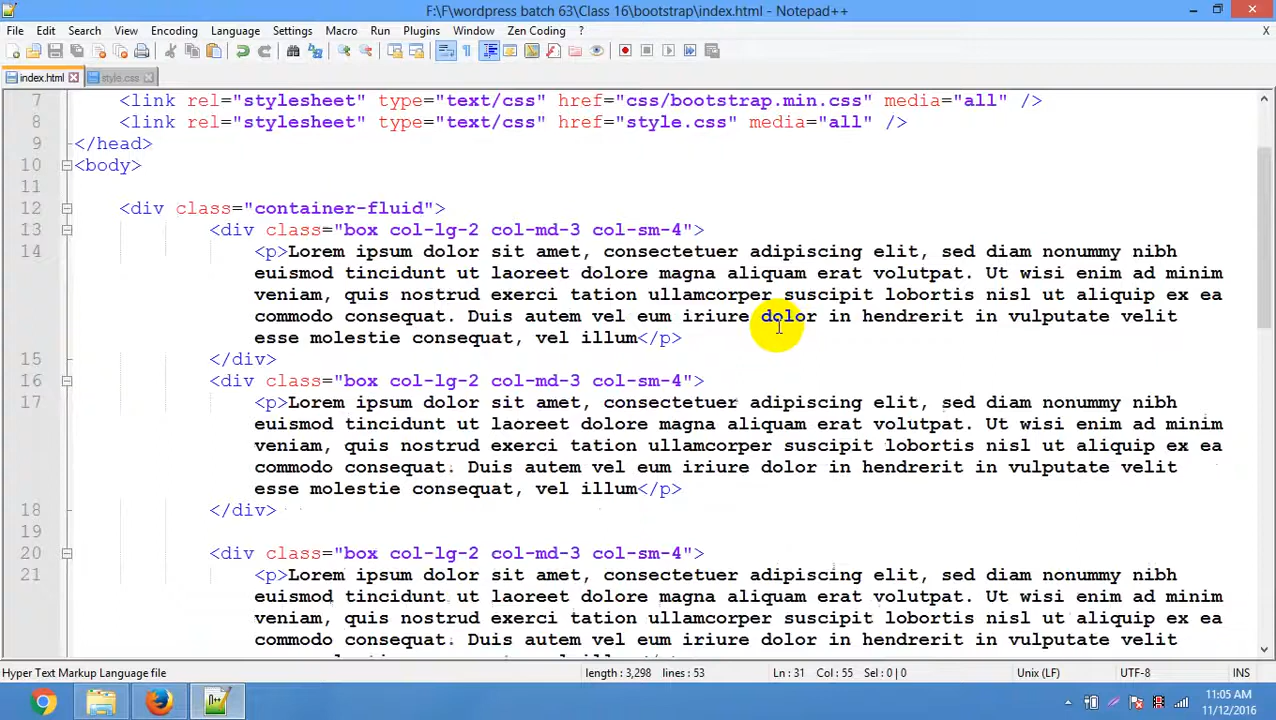 F:\F\wordpress batch 63\Class 16\bootstrap\index.html - Notepad++
File Edit Search View Encoding Language Settings Macro Run Plugins Window Zen Coding ? X
index.html style.css
7 <link rel="stylesheet" type="text/css" href="css/bootstrap.min.css" media="all" />
8 <link rel="stylesheet" type="text/css" href="style.css" media="all" />
9 </head>
10 <body>
11
12 <div class="container-fluid">
13 <div class="box col-lg-2 col-md-3 col-sm-4">
14 <p>Lorem ipsum dolor sit amet, consectetuer adipiscing elit, sed diam nonummy nibh
euismod tincidunt ut laoreet dolore magna aliquam erat volutpat. Ut wisi enim ad minim
veniam, quis nostrud exerci tation ullamcorper suscipit lobortis nisl ut aliquip ex ea
commodo consequat. Duis autem vel eum iriure dolor in hendrerit in vulputate velit
esse molestie consequat, vel illum</p>
15 </div>
16 <div class="box col-lg-2 col-md-3 col-sm-4">
17 <p>Lorem ipsum dolor sit amet, consectetuer adipiscing elit, sed diam nonummy nibh
euismod tincidunt ut laoreet dolore magna aliquam erat volutpat. Ut wisi enim ad minim
veniam, quis nostrud exerci tation ullamcorper suscipit lobortis nisl ut aliquip ex ea
commodo consequat. Duis autem vel eum iriure dolor in hendrerit in vulputate velit
esse molestie consequat, vel illum</p>
18 </div>
19
20 <div class="box col-lg-2 col-md-3 col-sm-4">
21 <p>Lorem ipsum dolor sit amet, consectetuer adipiscing elit, sed diam nonummy nibh
euismod tincidunt ut laoreet dolore magna aliquam erat volutpat. Ut wisi enim ad minim
veniam, quis nostrud exerci tation ullamcorper suscipit lobortis nisl ut aliquip ex ea
commodo consequat. Duis autem vel eum iriure dolor in hendrerit in vulputate velit
Hyper Text Markup Language file length : 3,298 lines : 53 Ln : 31 Col : 55 Sel : 0 | 0 Unix (LF) UTF-8 INS
11:05 AM
11/12/2016